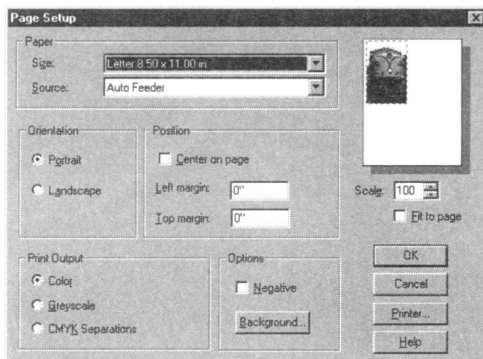 Page Setup
Paper
Size: Letter 8.50 x 11.00 in
Source: Auto Feeder
Orientation
Portrait
Landscape
Position
Center on page
Left margin: 0"
Top margin: 0"
Scale: 100
Fit to page
Print Output
Color
Greyscale
CMYK Separations
Options
Negative
Background...
OK
Cancel
Printer...
Help